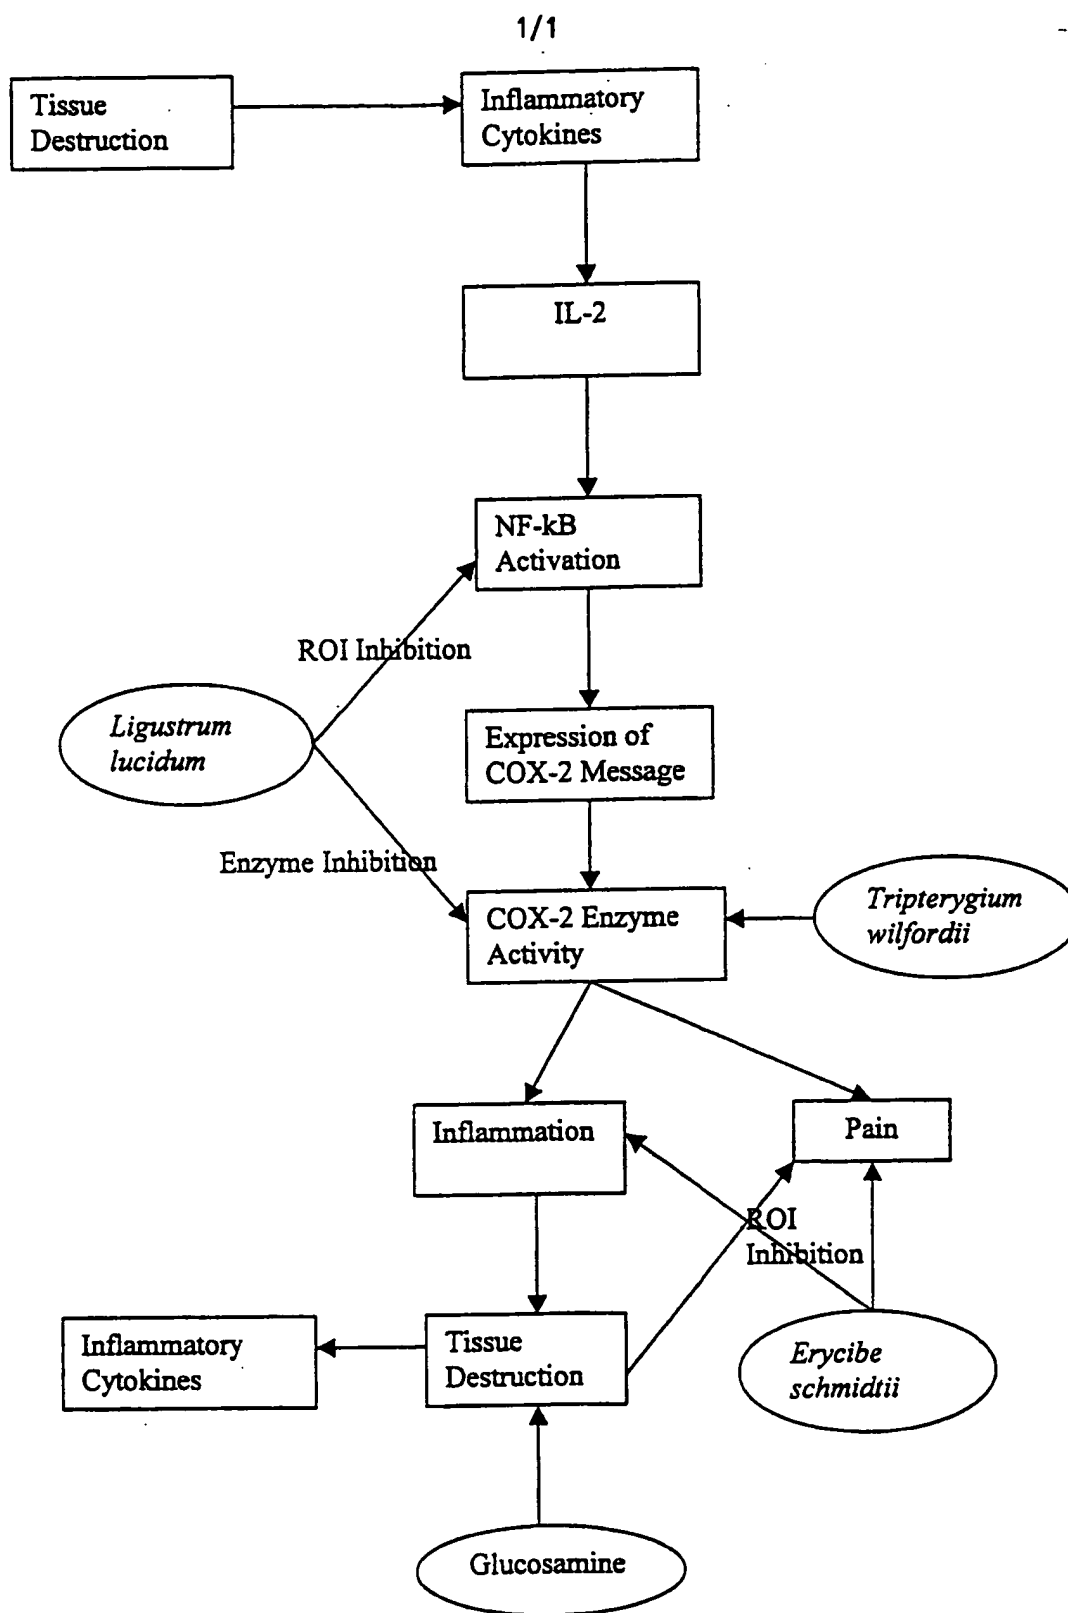 1/1
Tissue
Destruction
Inflammatory
Cytokines
IL-2
NF-kB
Activation
ROI Inhibition
Ligustrum
lucidum
Expression of
COX-2 Message
Enzyme Inhibition
COX-2 Enzyme
Activity
Tripterygium
wilfordii
Inflammation
Pain
ROI
Inhibition
Inflammatory
Cytokines
Tissue
Destruction
Erycibe
schmidtii
Glucosamine